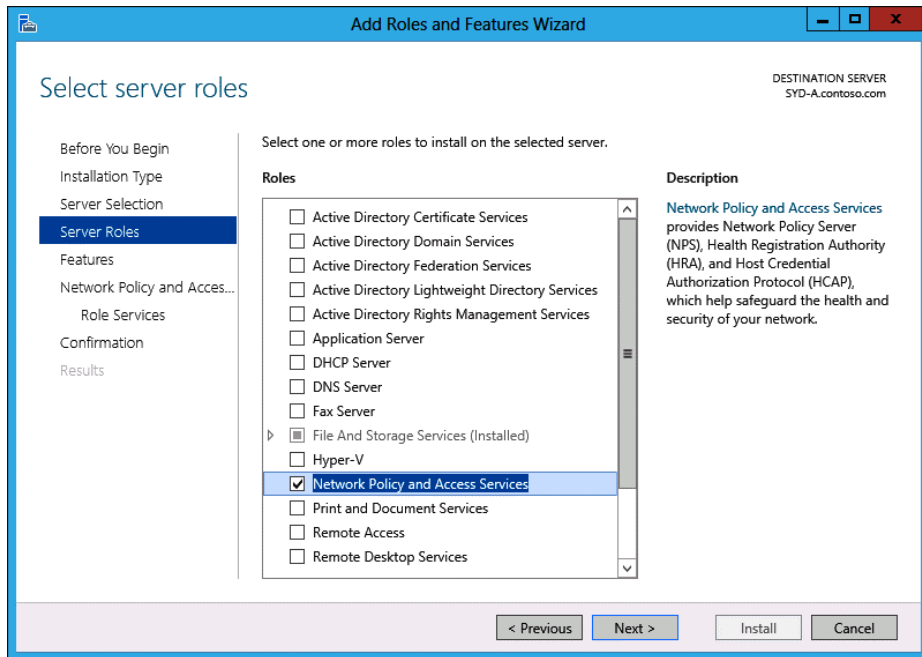 Add Roles and Features Wizard
Select server roles
DESTINATION SERVER
SYD-A.contoso.com
Before You Begin
Installation Type
Server Selection
Server Roles
Features
Network Policy and Acces...
Role Services
Confirmation
Results
Select one or more roles to install on the selected server.
Roles
Active Directory Certificate Services
Active Directory Domain Services
Active Directory Federation Services
Active Directory Lightweight Directory Services
Active Directory Rights Management Services
Application Server
DHCP Server
DNS Server
Fax Server
File And Storage Services (Installed)
Hyper-V
Network Policy and Access Services
Print and Document Services
Remote Access
Remote Desktop Services
Description
Network Policy and Access Services
provides Network Policy Server
(NPS), Health Registration Authority
(HRA), and Host Credential
Authorization Protocol (HCAP),
which help safeguard the health and
security of your network.
< Previous
Next >
Install
Cancel